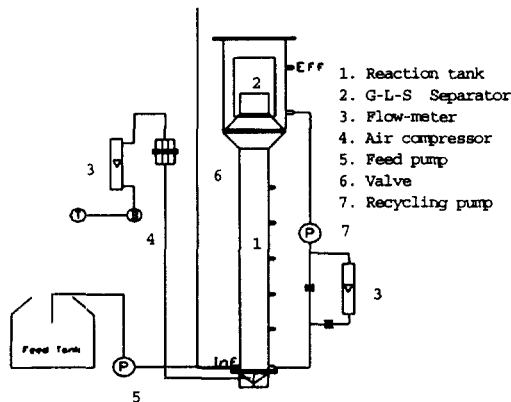 Eff
1. Reaction tank
2. G-L-S Separator
3. Flow-meter
4. Air compressor
5. Feed pump
6. Valve
7. Recycling pump
2
3
6
T
4
1
P
7
3
Feed Tank
P
Inf
5